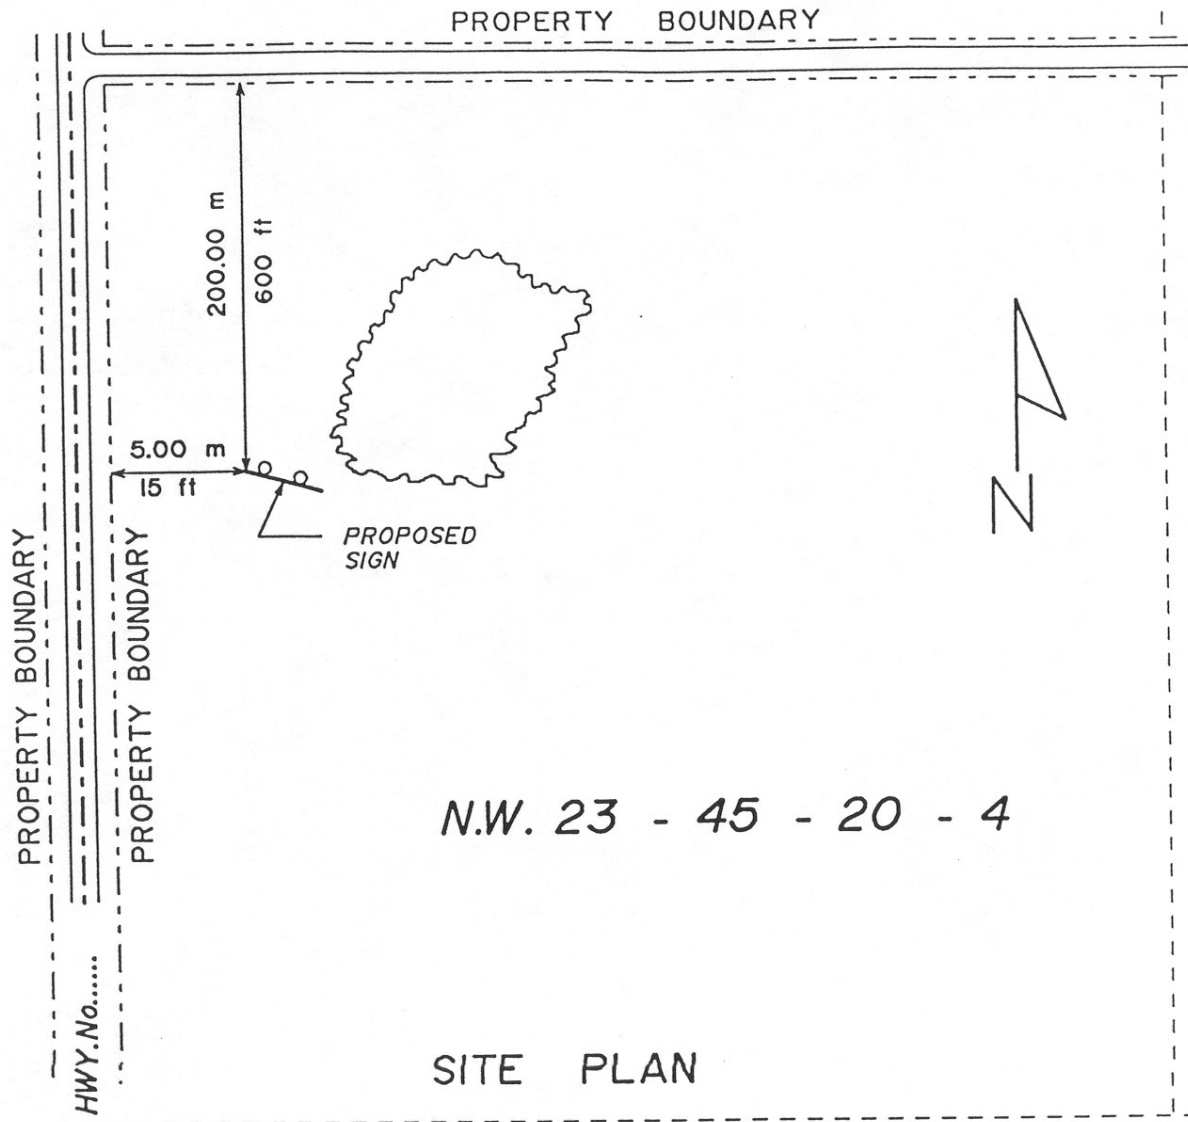 PROPERTY BOUNDARY
200.00 m
600 ft
5.00 m
15 ft
PROPOSED
SIGN
N
PROPERTY BOUNDARY
PROPERTY BOUNDARY
N.W. 23 - 45 - 20 - 4
HWY.No......
SITE PLAN